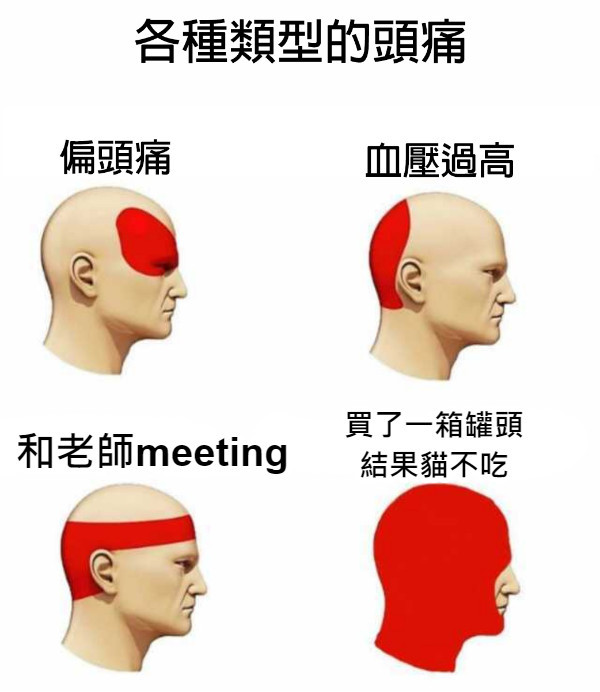 各種類型的頭痛
偏頭痛
血壓過高
和老師meeting
買了一箱罐頭
結果貓不吃